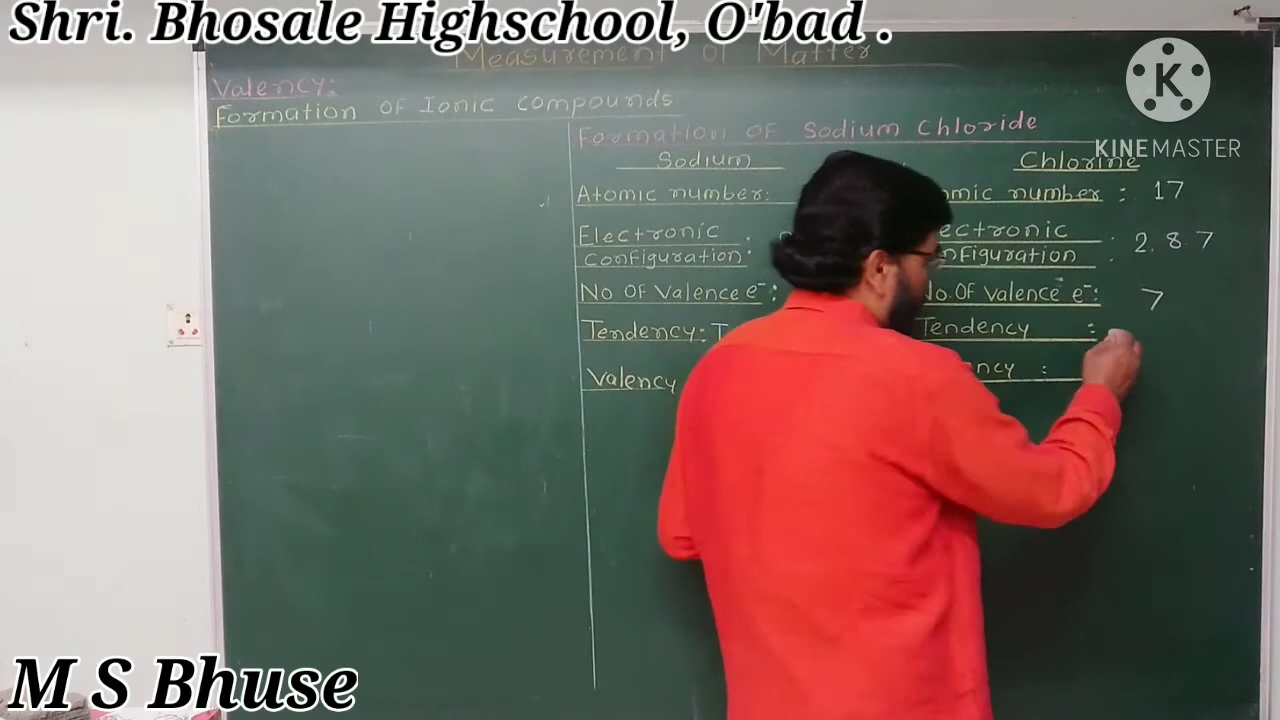 Shri. Bhosale Highschool, O'bad .
Measurement of Matter
Valency:
Formation of Ionic compounds
Formation of Sodium Chloride
Sodium
Atomic number:
Electronic
configuration:
No of Valence e⁻:
Tendency: T
Valency
Chlorine
mic number : 17
ectronic
nfiguration : 2.8.7
No. of valence e⁻: 7
Tendency :
ncy :
K
KINEMASTER
M S Bhuse